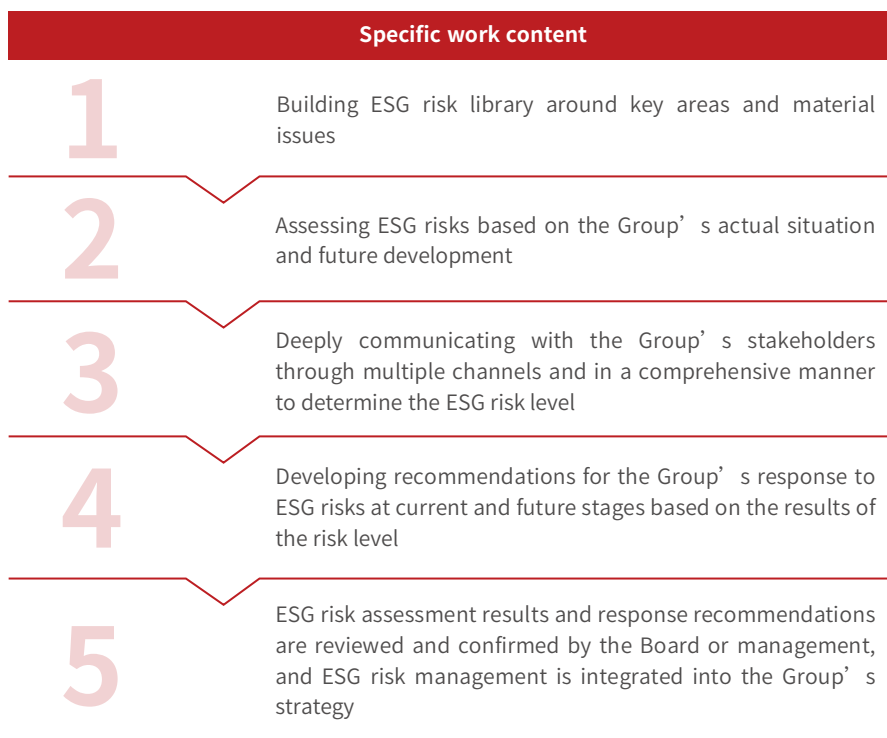 Specific work content
1
Building ESG risk library around key areas and material
issues
2
Assessing ESG risks based on the Group’s actual situation
and future development
3
Deeply communicating with the Group’s stakeholders
through multiple channels and in a comprehensive manner
to determine the ESG risk level
4
Developing recommendations for the Group’s response to
ESG risks at current and future stages based on the results of
the risk level
5
ESG risk assessment results and response recommendations
are reviewed and confirmed by the Board or management,
and ESG risk management is integrated into the Group’s
strategy